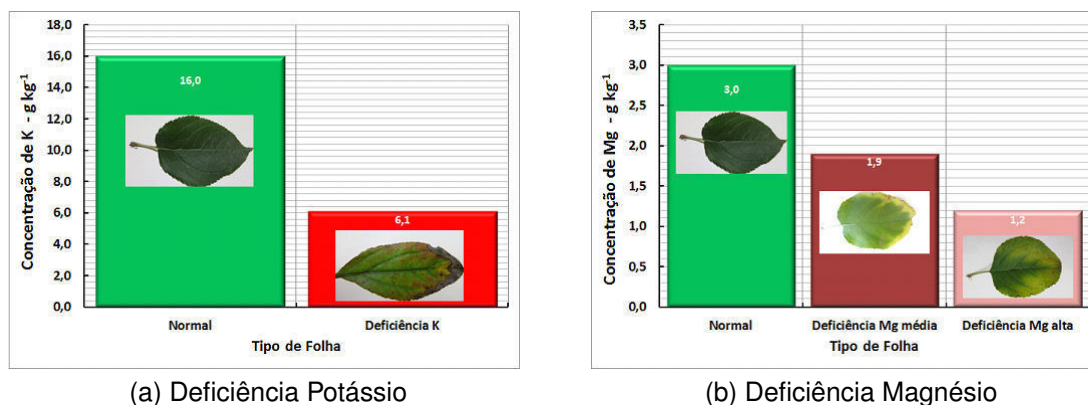 18,0
16,0
14,0
12,0
10,0
8,0
6,0
4,0
2,0
0,0
Concentração de K - g kg-1
16,0
6,1
Normal
Deficiência K
Tipo de Folha
(a) Deficiência Potássio
3,5
3,0
2,5
2,0
1,5
1,0
0,5
0,0
Concentração de Mg - g kg-1
3,0
1,9
1,2
Normal
Deficiência Mg média
Deficiência Mg alta
Tipo de Folha
(b) Deficiência Magnésio